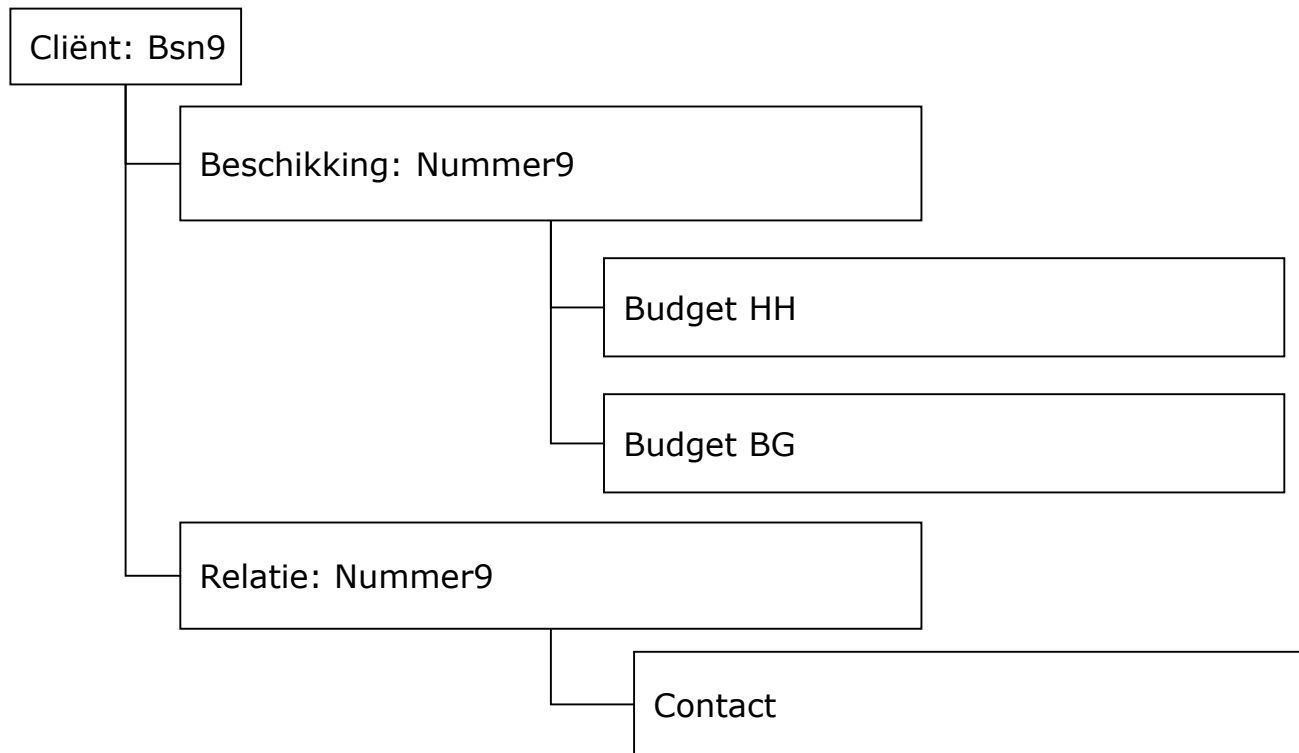 Cliënt: Bsn9
Beschikking: Nummer9
Budget HH
Budget BG
Relatie: Nummer9
Contact